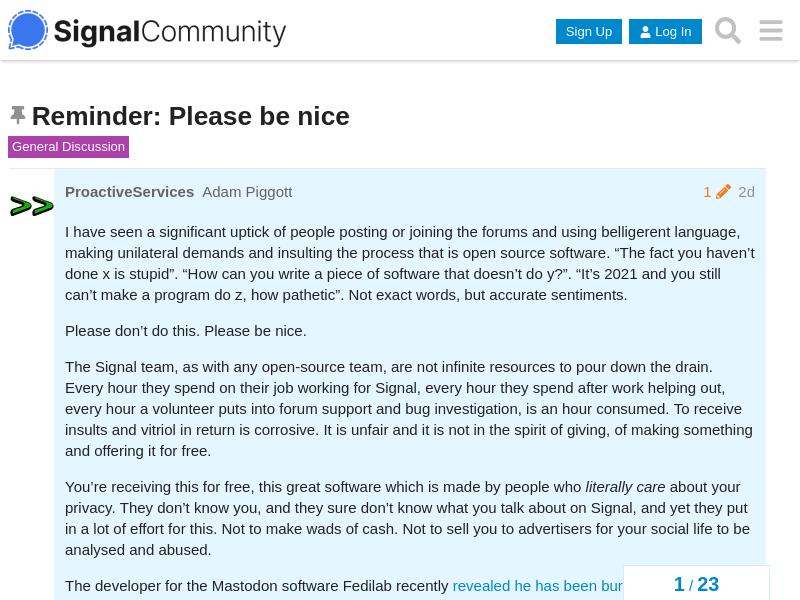 SignalCommunity
Sign Up
Log In
Reminder: Please be nice
General Discussion
>>
ProactiveServices Adam Piggott
1
2d
I have seen a significant uptick of people posting or joining the forums and using belligerent language,
making unilateral demands and insulting the process that is open source software. “The fact you haven’t
done x is stupid”. “How can you write a piece of software that doesn’t do y?”. “It’s 2021 and you still
can’t make a program do z, how pathetic”. Not exact words, but accurate sentiments.
Please don’t do this. Please be nice.
The Signal team, as with any open-source team, are not infinite resources to pour down the drain.
Every hour they spend on their job working for Signal, every hour they spend after work helping out,
every hour a volunteer puts into forum support and bug investigation, is an hour consumed. To receive
insults and vitriol in return is corrosive. It is unfair and it is not in the spirit of giving, of making something
and offering it for free.
You’re receiving this for free, this great software which is made by people who literally care about your
privacy. They don’t know you, and they sure don’t know what you talk about on Signal, and yet they put
in a lot of effort for this. Not to make wads of cash. Not to sell you to advertisers for your social life to be
analysed and abused.
The developer for the Mastodon software Fedilab recently revealed he has been bur
1 / 23